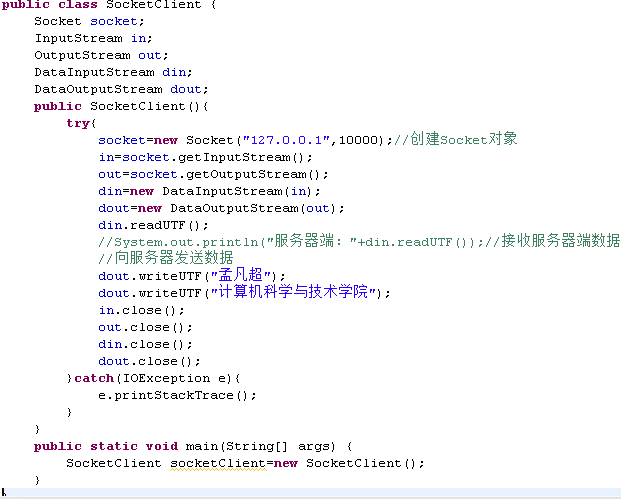 public class SocketClient {
Socket socket;
InputStream in;
OutputStream out;
DataInputStream din;
DataOutputStream dout;
public SocketClient(){
try{
socket=new Socket("127.0.0.1",10000);//创建Socket对象
in=socket.getInputStream();
out=socket.getOutputStream();
din=new DataInputStream(in);
dout=new DataOutputStream(out);
din.readUTF();
//System.out.println("服务器端："+din.readUTF());//接收服务器端数据
//向服务器发送数据
dout.writeUTF("孟凡超");
dout.writeUTF("计算机科学与技术学院");
in.close();
out.close();
din.close();
dout.close();
}catch(IOException e){
e.printStackTrace();
}
}
public static void main(String[] args) {
SocketClient socketClient=new SocketClient();
}